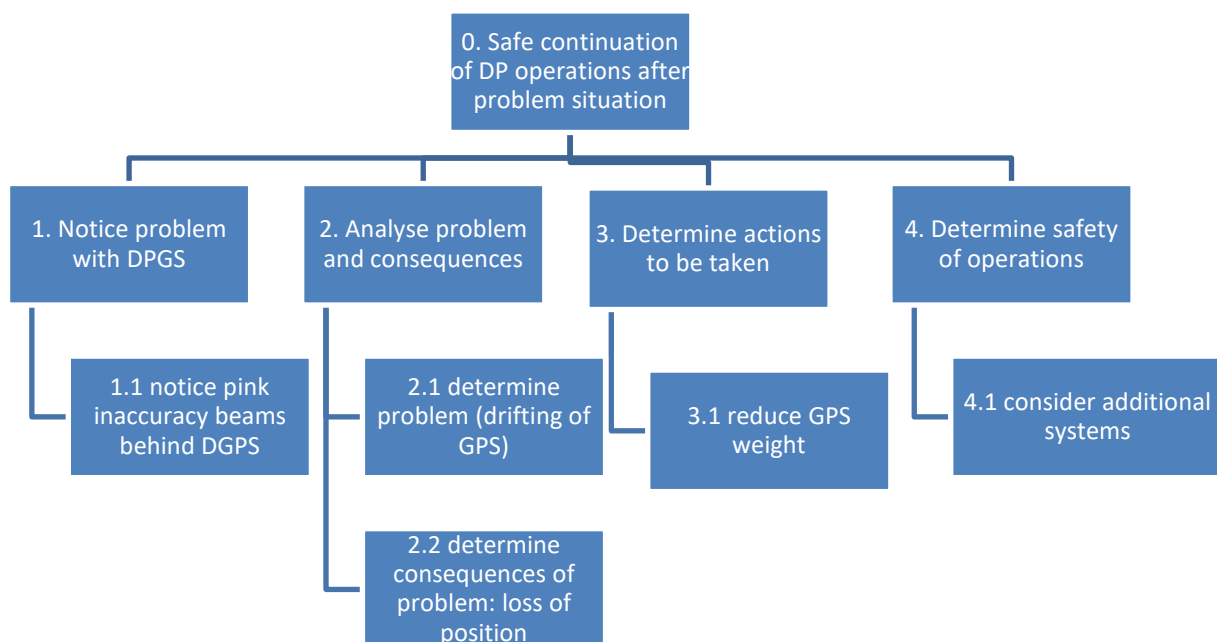 0. Safe continuation
of DP operations after
problem situation
1. Notice problem
with DPGS
2. Analyse problem
and consequences
3. Determine actions
to be taken
4. Determine safety
of operations
1.1 notice pink
inaccuracy beams
behind DGPS
2.1 determine
problem (drifting of
GPS)
3.1 reduce GPS
weight
4.1 consider additional
systems
2.2 determine
consequences of
problem: loss of
position